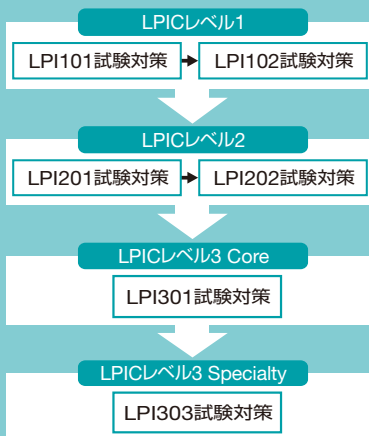 LPICレベル1
LPI101試験対策 LPI102試験対策
LPICレベル2
LPI201試験対策 LPI202試験対策
LPICレベル3 Core
LPI301試験対策
LPICレベル3 Specialty
LPI303試験対策